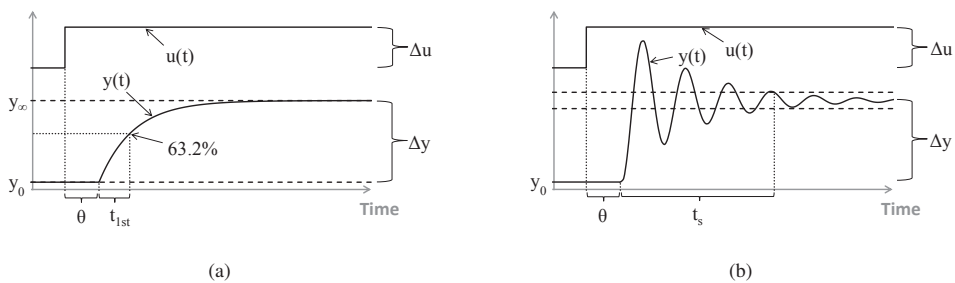 u(t)
Δu
y(t)
y∞
63.2%
Δy
y0
θ
t1st
Time
(a)
u(t)
Δu
y(t)
Δy
y0
θ
ts
Time
(b)